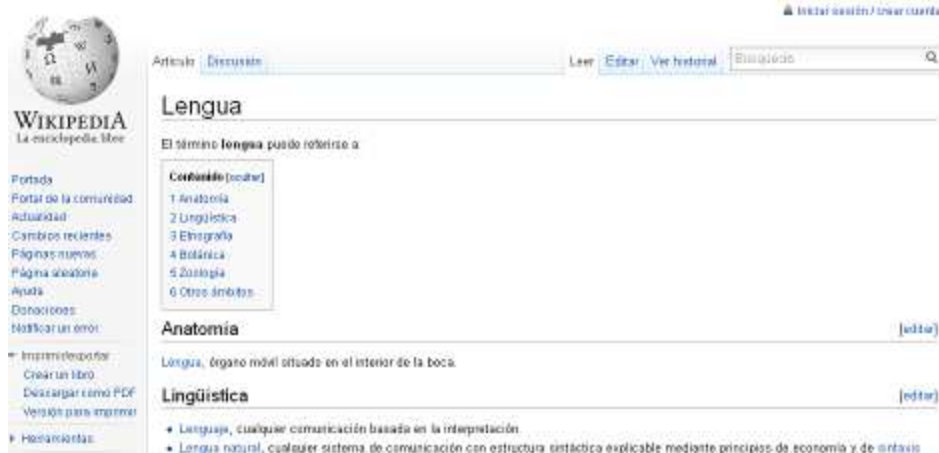 Iniciar sesión / crear cuenta
Artículo Discusión Leer Editar Ver historial Búsqueda
WIKIPEDIA
La enciclopedia libre
Lengua
El término lengua puede referirse a:
Contenido [ocultar]
1 Anatomía
2 Lingüística
3 Etnografía
4 Botánica
5 Zoología
6 Otros ámbitos
Portada
Portal de la comunidad
Actualidad
Cambios recientes
Páginas nuevas
Página aleatoria
Ayuda
Donaciones
Notificar un error
Imprimir/exportar
Crear un libro
Descargar como PDF
Versión para imprimir
Herramientas
Anatomía [editar]
Lengua, órgano móvil situado en el interior de la boca.
Lingüística [editar]
Lenguaje, cualquier comunicación basada en la interpretación.
Lengua natural, cualquier sistema de comunicación con estructura sintáctica explicable mediante principios de economía y de sintaxis